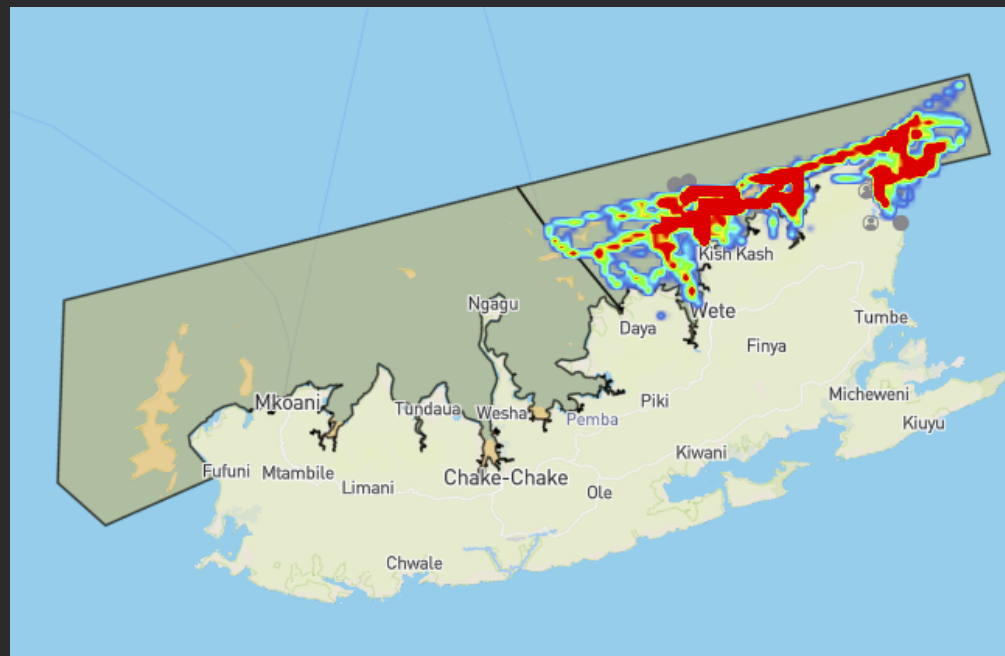 Kish Kash
Ngagu
Wete
Daya
Tumbe
Finya
Micheweni
Mkoani
Tundaua
Wesha
Piki
Pemba
Kiuyu
Kiwani
Fufuni
Mtambile
Limani
Chake-Chake
Ole
Chwale